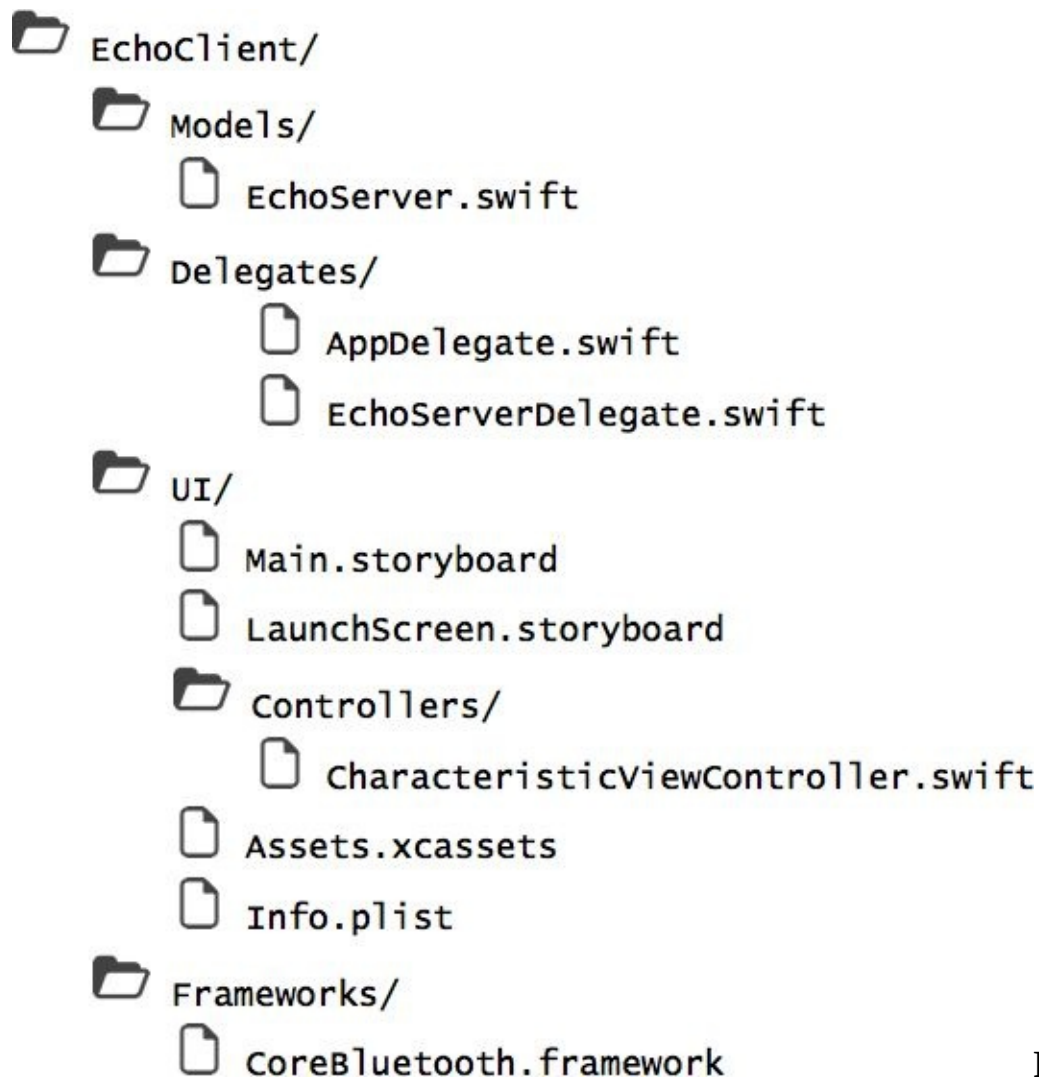 EchoClient/
Models/
EchoServer.swift
Delegates/
AppDelegate.swift
EchoServerDelegate.swift
UI/
Main.storyboard
LaunchScreen.storyboard
Controllers/
CharacteristicViewController.swift
Assets.xcassets
Info.plist
Frameworks/
CoreBluetooth.framework